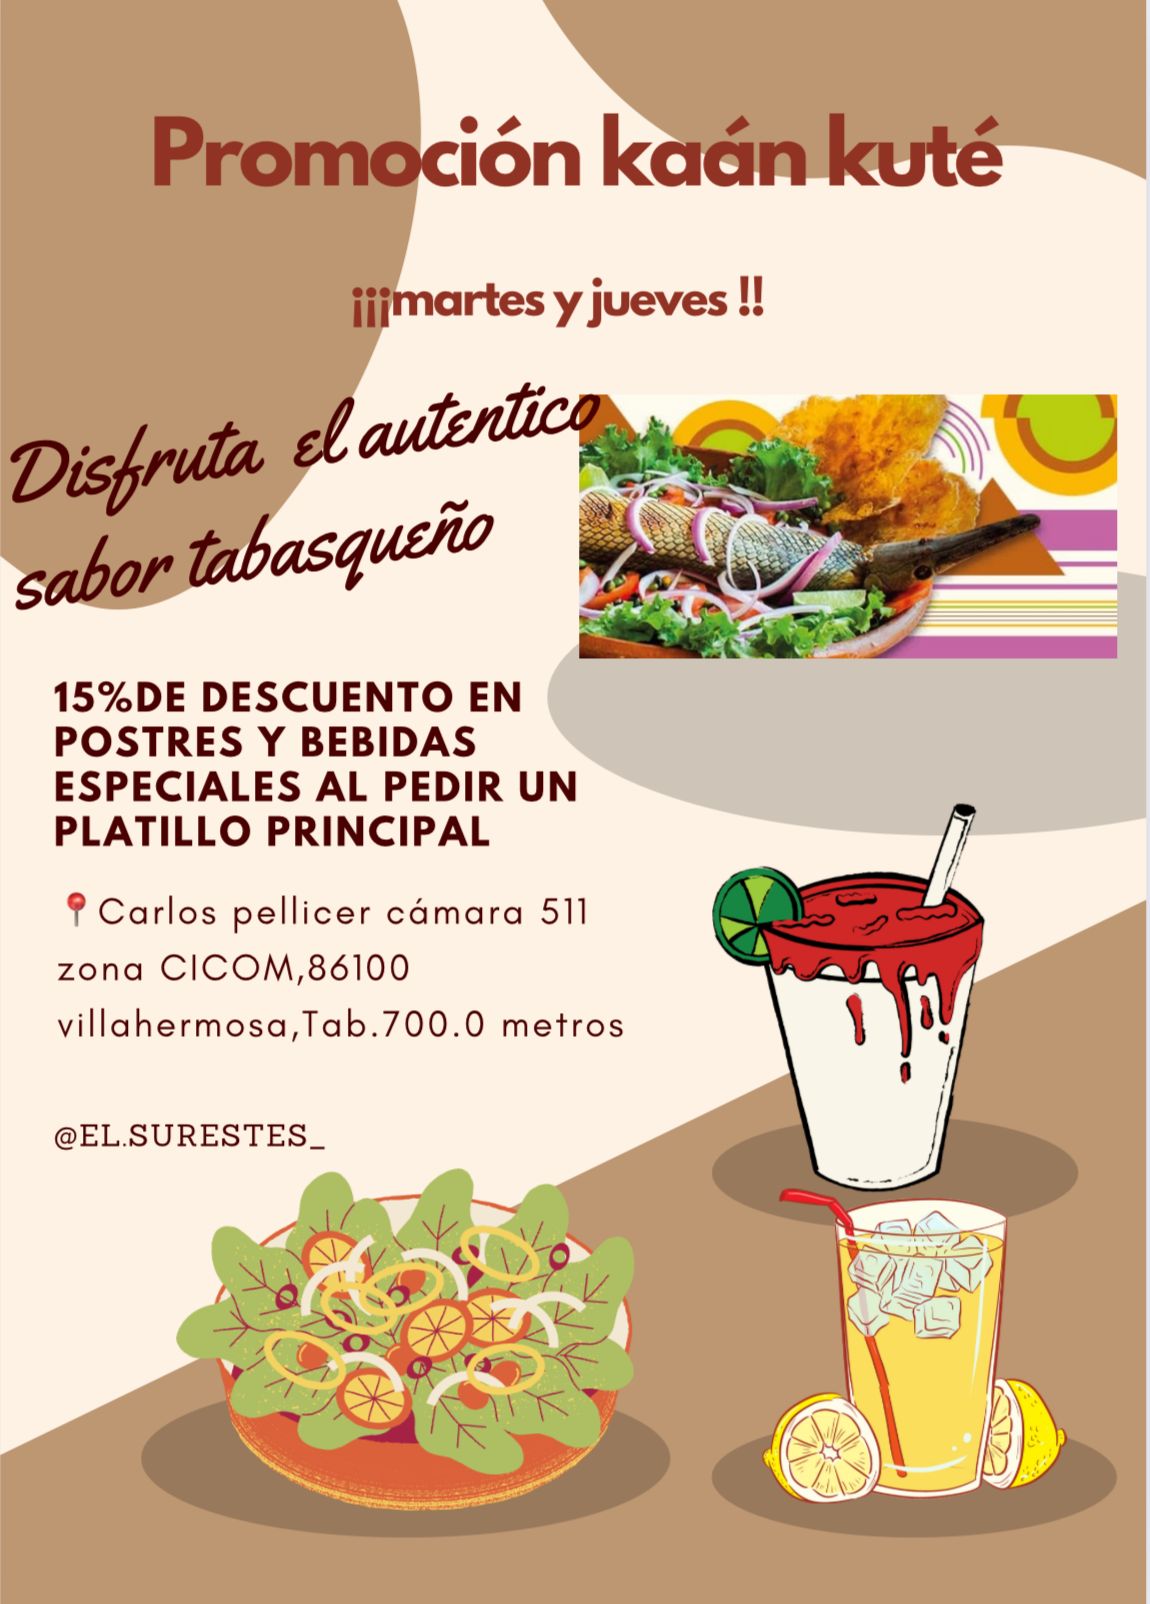 Promoción kaán kuté
¡¡¡martes y jueves !!
Disfruta el autentico
sabor tabasqueño
15%DE DESCUENTO EN
POSTRES Y BEBIDAS
ESPECIALES AL PEDIR UN
PLATILLO PRINCIPAL
📍Carlos pellicer cámara 511
zona CICOM,86100
villahermosa,Tab.700.0 metros
@EL.SURESTES_